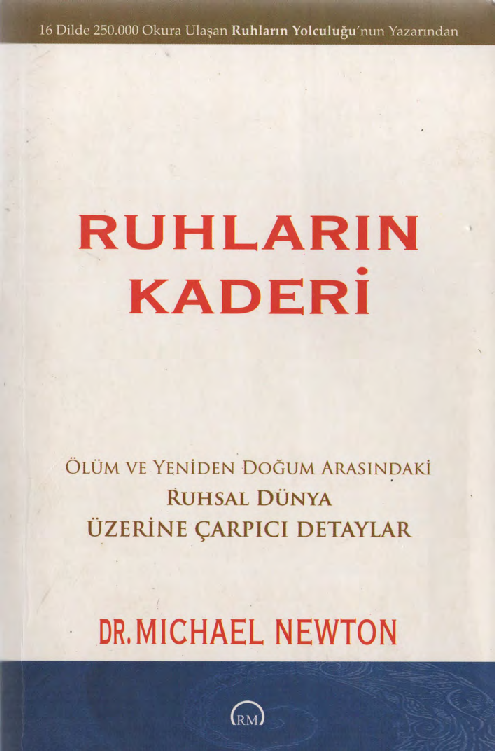 16 Dilde 250.000 Okura Ulaşan Ruhların Yolculuğu'nun Yazarından
RUHLARIN
KADERİ
ÖLÜM VE YENİDEN DOĞUM ARASINDAKİ
RUHSAL DÜNYA
ÜZERİNE ÇARPICI DETAYLAR
DR. MICHAEL NEWTON
RM